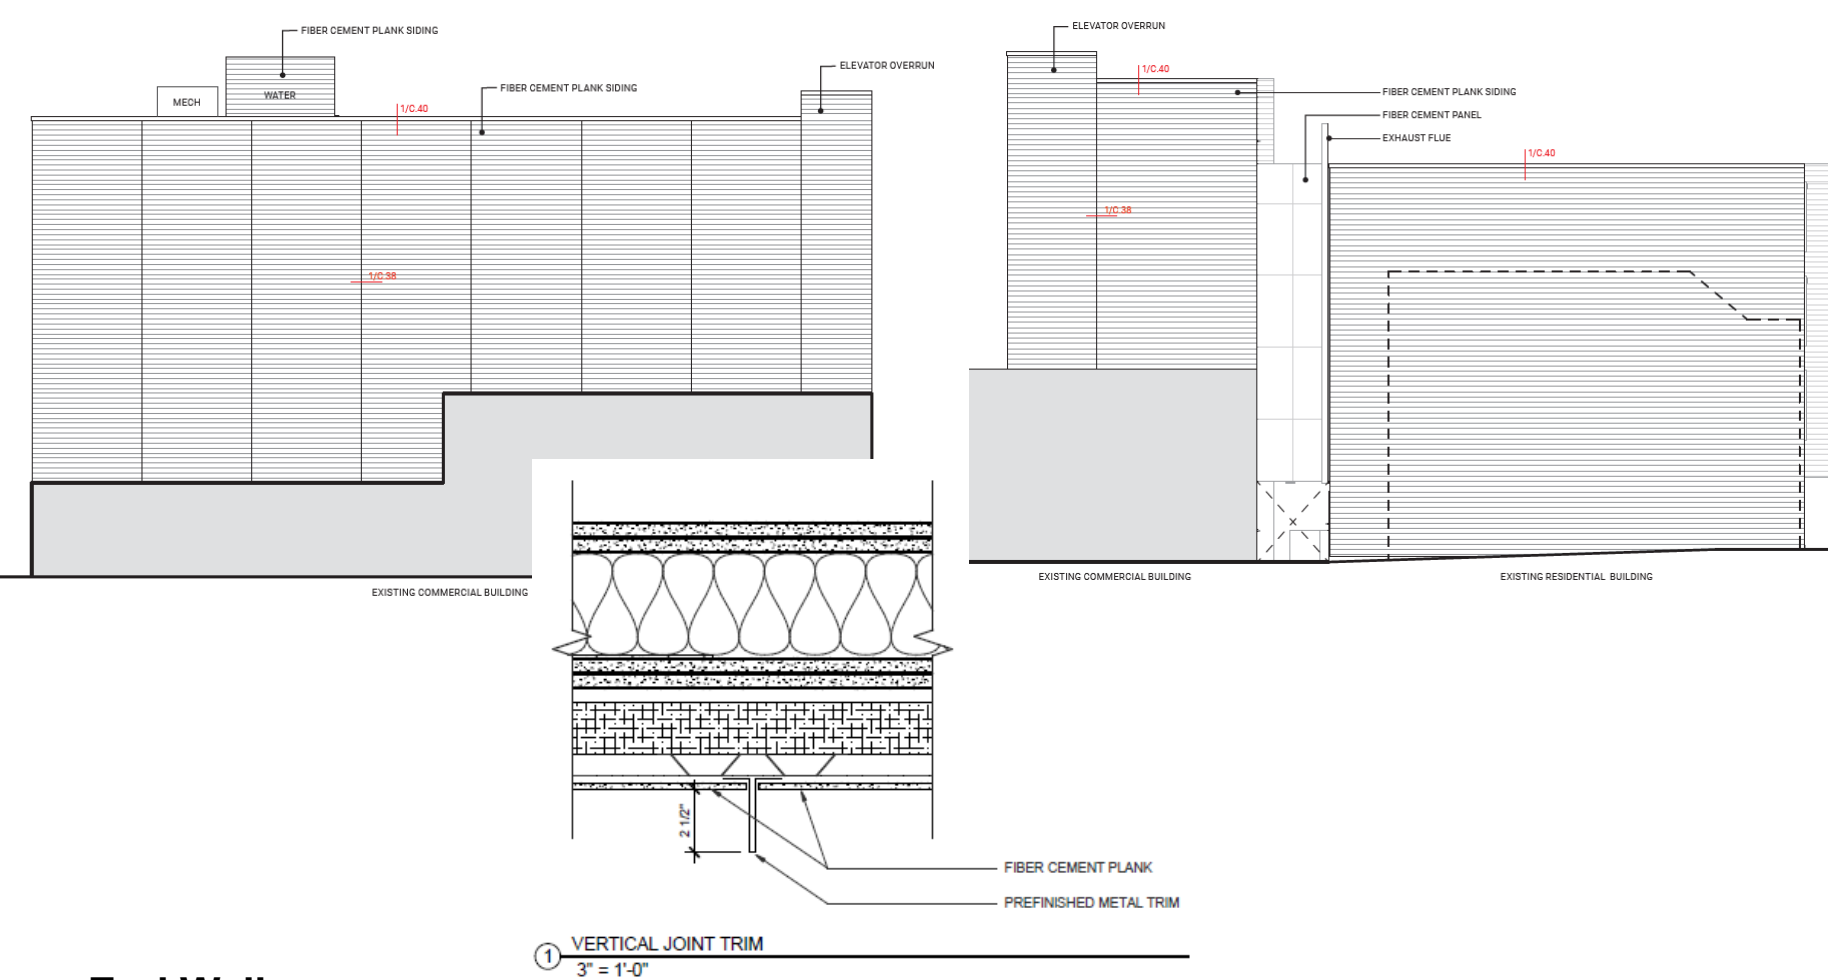 FIBER CEMENT PLANK SIDING
MECH
WATER
1/C.40
FIBER CEMENT PLANK SIDING
ELEVATOR OVERRUN
1/C.38
EXISTING COMMERCIAL BUILDING
ELEVATOR OVERRUN
1/C.40
FIBER CEMENT PLANK SIDING
FIBER CEMENT PANEL
EXHAUST FLUE
1/C.40
1/C.38
EXISTING COMMERCIAL BUILDING
EXISTING RESIDENTIAL BUILDING
2 1/2"
FIBER CEMENT PLANK
PREFINISHED METAL TRIM
1
VERTICAL JOINT TRIM
3" = 1'-0"